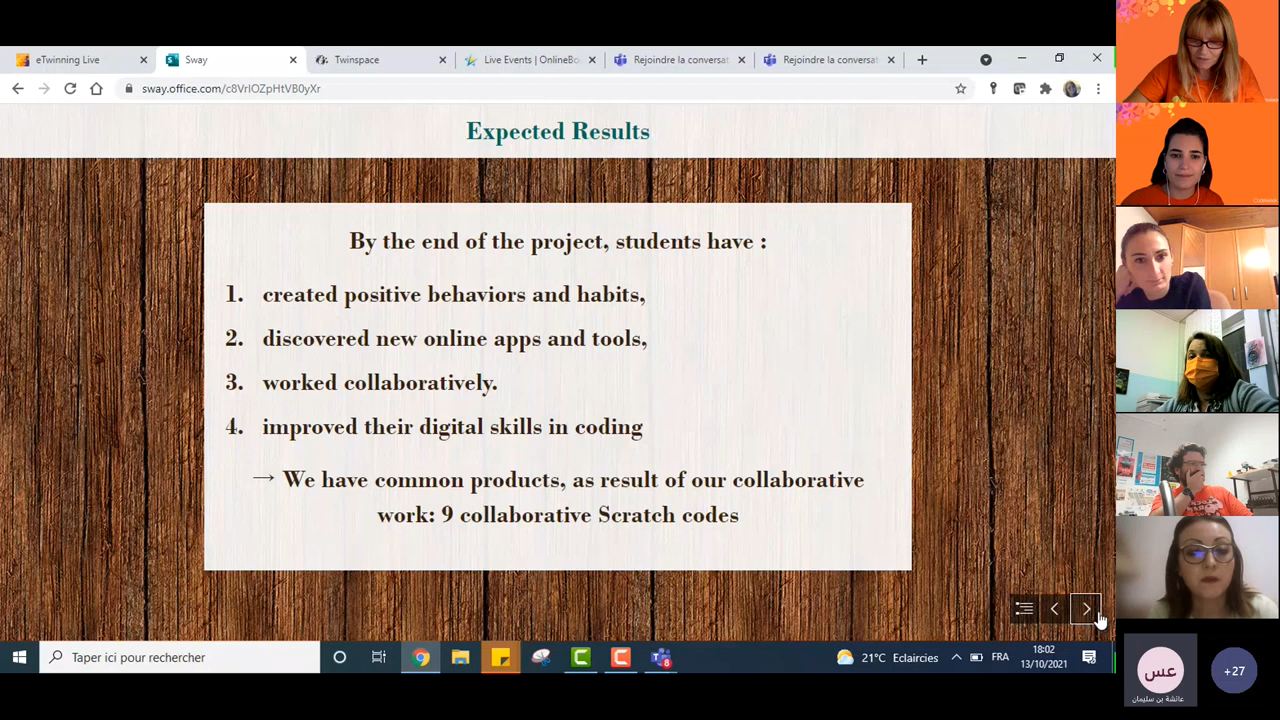 eTwinning Live
Sway
Twinspace
Live Events | OnlineBo
Rejoindre la conversat
Rejoindre la conversat
sway.office.com/c8VrlOZpHtVB0yXr
Expected Results
By the end of the project, students have :
1. created positive behaviors and habits,
2. discovered new online apps and tools,
3. worked collaboratively.
4. improved their digital skills in coding
→ We have common products, as result of our collaborative
work: 9 collaborative Scratch codes
Taper ici pour rechercher
8
21°C Eclaircies
FRA
18:02
13/10/2021
عس
عائشة بن سليمان
+27